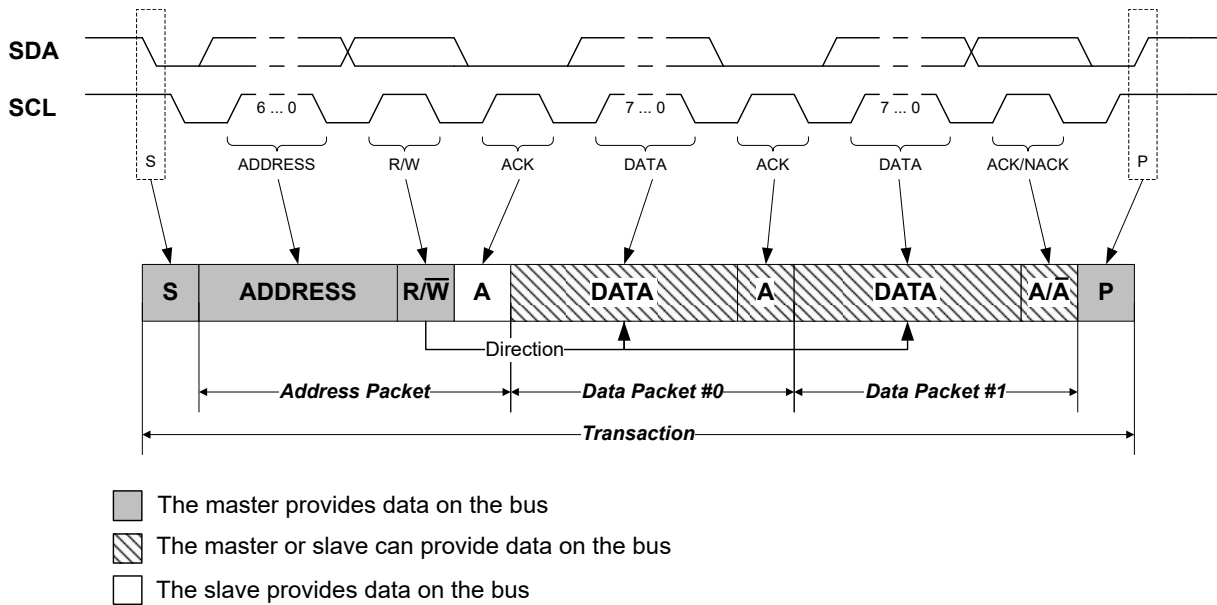 SDA
SCL
6 ... 0
7 ... 0
7 ... 0
S
ADDRESS
R/W
ACK
DATA
ACK
DATA
ACK/NACK
P
S
ADDRESS
R/W̅
A
DATA
A
DATA
A/A̅
P
Direction
Address Packet
Data Packet #0
Data Packet #1
Transaction
The master provides data on the bus
The master or slave can provide data on the bus
The slave provides data on the bus